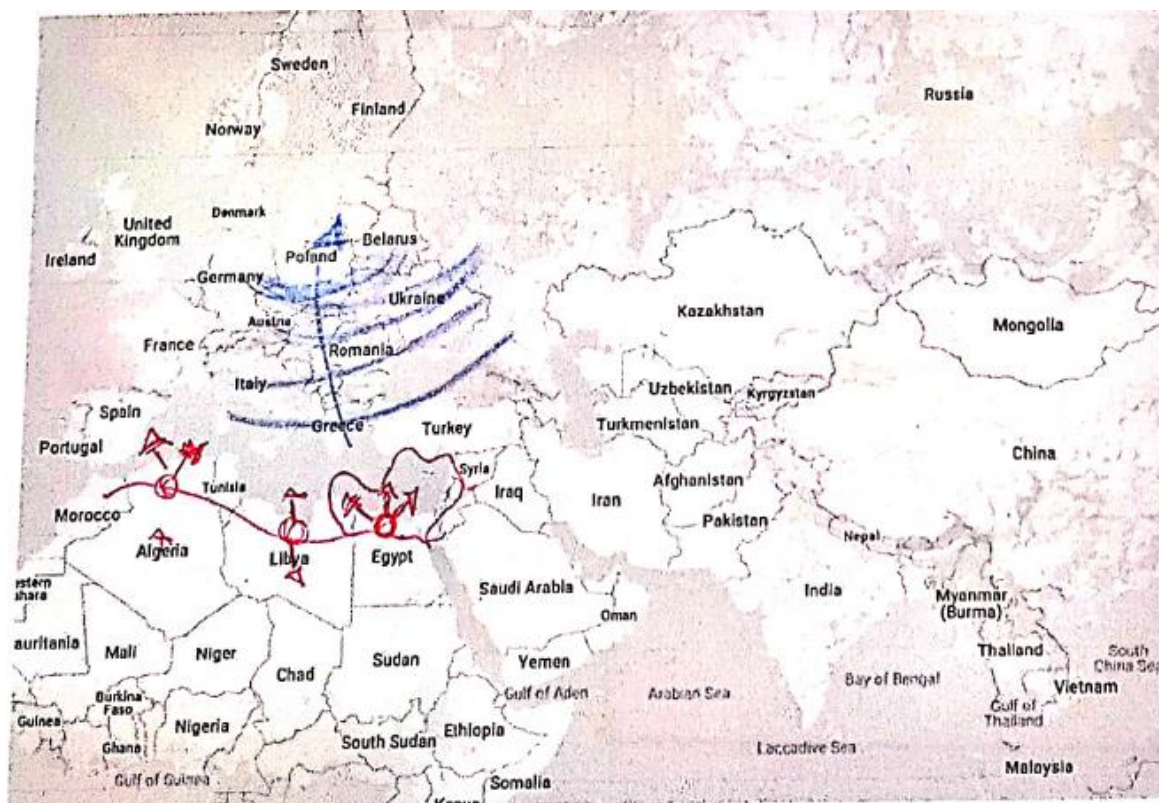 Sweden
Finland
Russia
Norway
Denmark
United
Kingdom
Ireland
Belarus
Poland
Germany
Ukraine
Kazakhstan
Mongolia
Austria
France
Romania
Italy
Uzbekistan
Kyrgyzstan
Spain
Greece
Turkey
Turkmenistan
Portugal
China
Syria
Afghanistan
Tunisia
Iraq
Iran
Morocco
Pakistan
Algeria
Libya
Egypt
Nepal
Saudi Arabia
India
Myanmar
(Burma)
Oman
auritania
Mali
Niger
Sudan
Thailand
South
China Sea
Chad
Yemen
Bay of Bengal
Vietnam
Gulf of Aden
Arabian Sea
Burkina
Faso
Gulf of
Thailand
Guinea
Nigeria
Ethiopia
Ghana
South Sudan
Laccadive Sea
Malaysia
Gulf of Guinea
Somalia